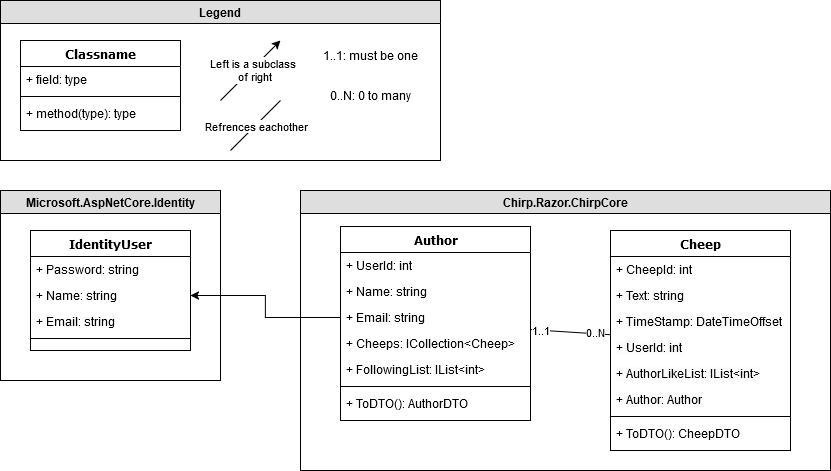 Legend
Classname
+ field: type
+ method(type): type
Left is a subclass
of right
Refrences eachother
1..1: must be one
0..N: 0 to many
Microsoft.AspNetCore.Identity
IdentityUser
+ Password: string
+ Name: string
+ Email: string
Chirp.Razor.ChirpCore
Author
+ UserId: int
+ Name: string
+ Email: string
+ Cheeps: ICollection<Cheep>
+ FollowingList: IList<int>
+ ToDTO(): AuthorDTO
1..1
0..N
Cheep
+ CheepId: int
+ Text: string
+ TimeStamp: DateTimeOffset
+ UserId: int
+ AuthorLikeList: IList<int>
+ Author: Author
+ ToDTO(): CheepDTO